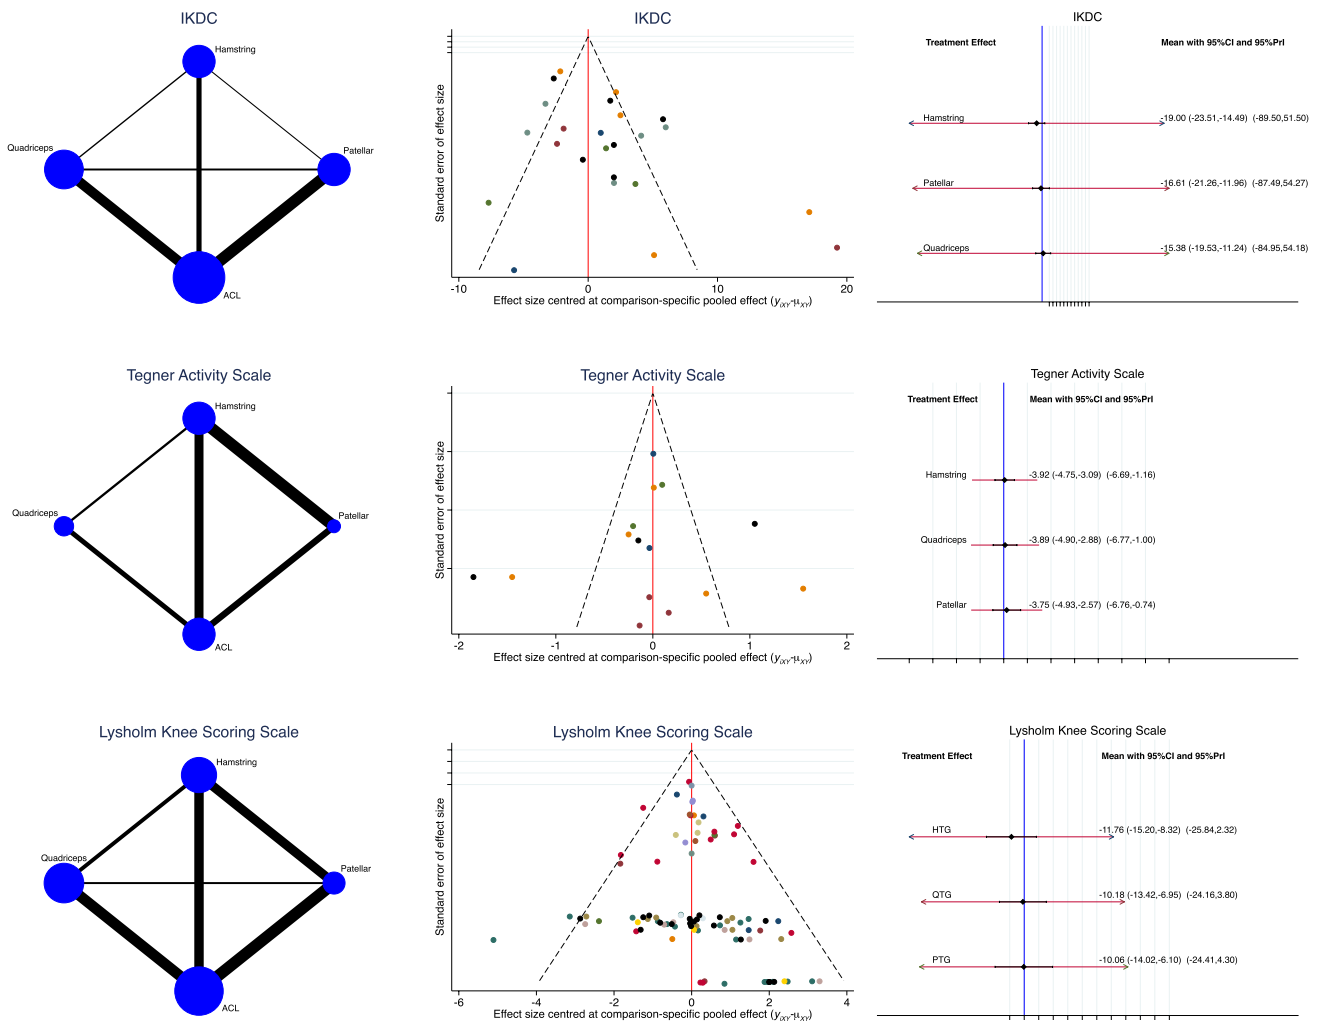 IKDC
Hamstring
Quadriceps
Patellar
ACL
IKDC
Standard error of effect size
-10 0 10 20
Effect size centred at comparison-specific pooled effect (yiXY-μXY)
IKDC
Treatment Effect Mean with 95%CI and 95%PrI
Hamstring -19.00 (-23.51,-14.49) (-89.50,51.50)
Patellar -16.61 (-21.26,-11.96) (-87.49,54.27)
Quadriceps -15.38 (-19.53,-11.24) (-84.95,54.18)
Tegner Activity Scale
Hamstring
Quadriceps
Patellar
ACL
Tegner Activity Scale
Standard error of effect size
-2 -1 0 1 2
Effect size centred at comparison-specific pooled effect (yiXY-μXY)
Tegner Activity Scale
Treatment Effect Mean with 95%CI and 95%PrI
Hamstring -3.92 (-4.75,-3.09) (-6.69,-1.16)
Quadriceps -3.89 (-4.90,-2.88) (-6.77,-1.00)
Patellar -3.75 (-4.93,-2.57) (-6.76,-0.74)
Lysholm Knee Scoring Scale
Hamstring
Quadriceps
Patellar
ACL
Lysholm Knee Scoring Scale
Standard error of effect size
-6 -4 -2 0 2 4
Effect size centred at comparison-specific pooled effect (yiXY-μXY)
Lysholm Knee Scoring Scale
Treatment Effect Mean with 95%CI and 95%PrI
HTG -11.76 (-15.20,-8.32) (-25.84,2.32)
QTG -10.18 (-13.42,-6.95) (-24.16,3.80)
PTG -10.06 (-14.02,-6.10) (-24.41,4.30)